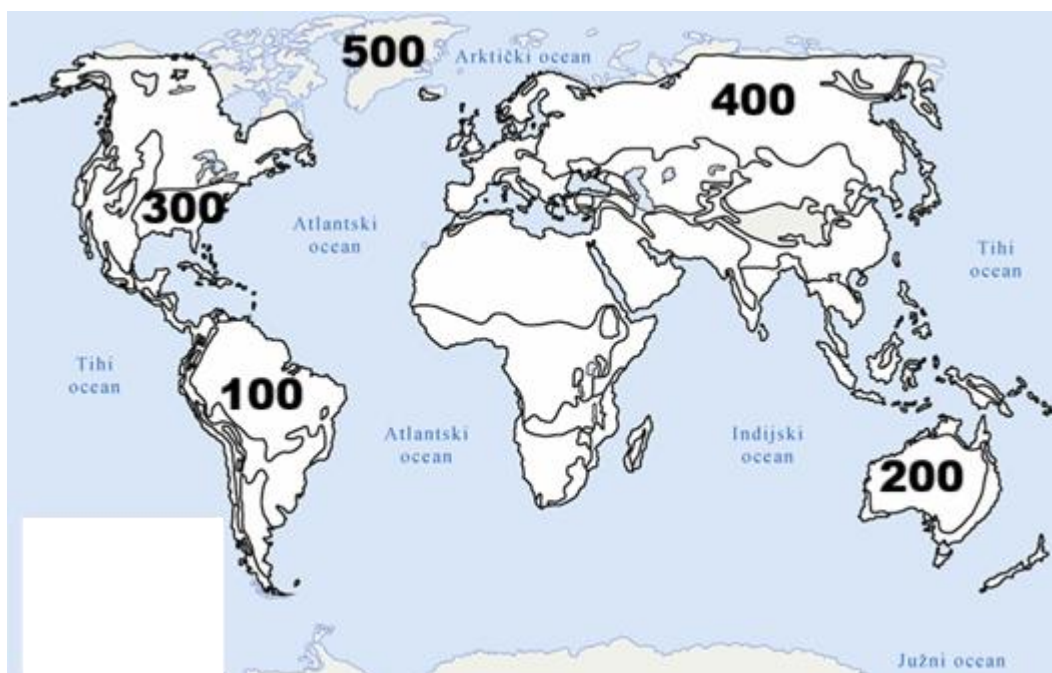 500
Arktički ocean
400
300
Atlantski
ocean
Tihi
ocean
Tihi
ocean
100
Atlantski
ocean
Indijski
ocean
200
Južni ocean